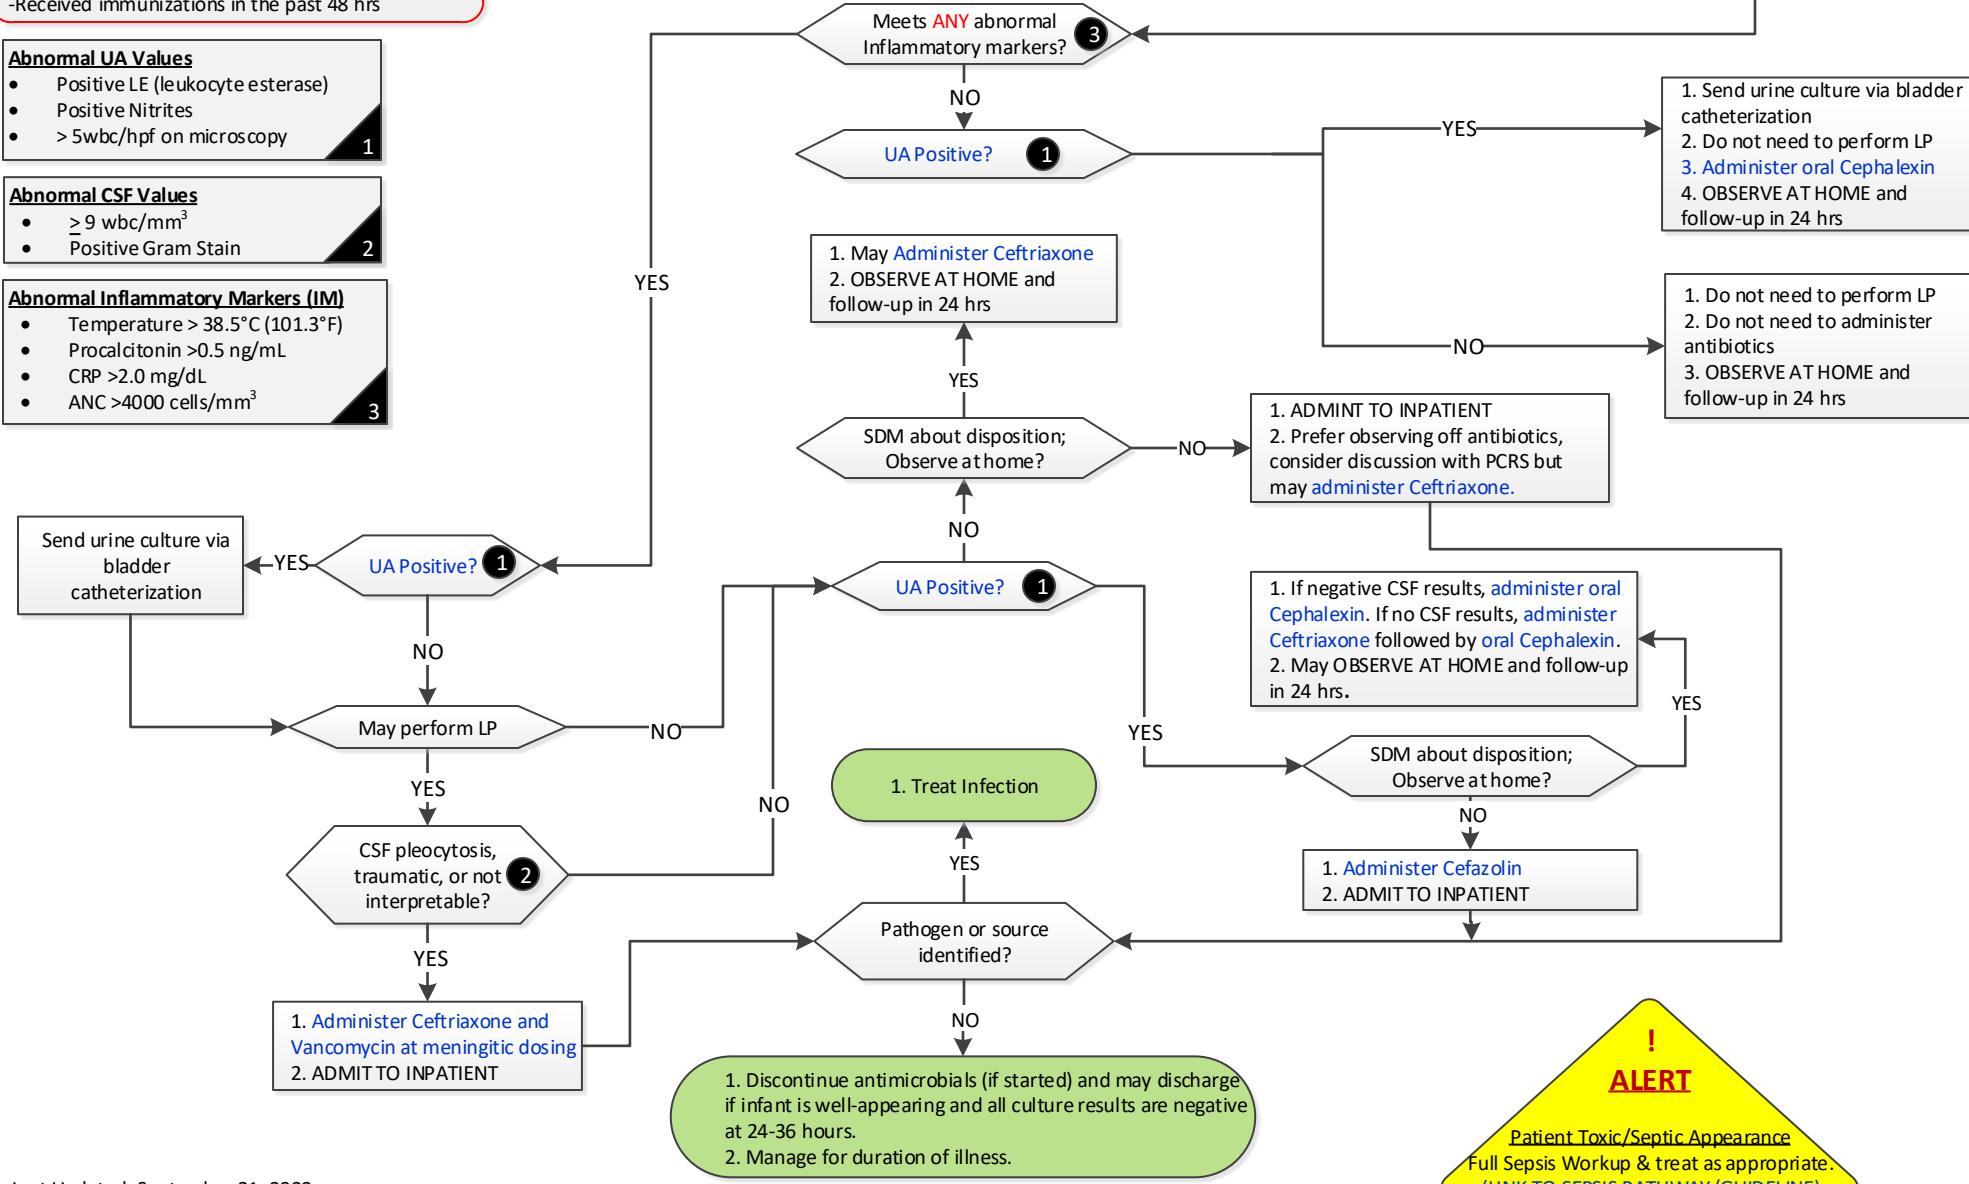 -Received immunizations in the past 48 hrs
Abnormal UA Values
• Positive LE (leukocyte esterase)
• Positive Nitrites
• > 5wbc/hpf on microscopy
1
Abnormal CSF Values
• ≥ 9 wbc/mm³
• Positive Gram Stain
2
Abnormal Inflammatory Markers (IM)
• Temperature > 38.5°C (101.3°F)
• Procalcitonin >0.5 ng/mL
• CRP >2.0 mg/dL
• ANC >4000 cells/mm³
3
Meets ANY abnormal
Inflammatory markers?
3
NO
YES
UA Positive?
1
YES
1. Send urine culture via bladder
catheterization
2. Do not need to perform LP
3. Administer oral Cephalexin
4. OBSERVE AT HOME and
follow-up in 24 hrs
NO
1. Do not need to perform LP
2. Do not need to administer
antibiotics
3. OBSERVE AT HOME and
follow-up in 24 hrs
1. May Administer Ceftriaxone
2. OBSERVE AT HOME and
follow-up in 24 hrs
YES
SDM about disposition;
Observe at home?
NO
1. ADMINT TO INPATIENT
2. Prefer observing off antibiotics,
consider discussion with PCRS but
may administer Ceftriaxone.
NO
UA Positive?
1
Send urine culture via
bladder
catheterization
YES
UA Positive?
1
NO
May perform LP
NO
YES
CSF pleocytosis,
traumatic, or not
interpretable?
2
NO
YES
1. Administer Ceftriaxone and
Vancomycin at meningitic dosing
2. ADMIT TO INPATIENT
YES
1. If negative CSF results, administer oral
Cephalexin. If no CSF results, administer
Ceftriaxone followed by oral Cephalexin.
2. May OBSERVE AT HOME and follow-up
in 24 hrs.
YES
SDM about disposition;
Observe at home?
NO
1. Administer Cefazolin
2. ADMIT TO INPATIENT
1. Treat Infection
YES
Pathogen or source
identified?
NO
1. Discontinue antimicrobials (if started) and may discharge
if infant is well-appearing and all culture results are negative
at 24-36 hours.
2. Manage for duration of illness.
!
ALERT
Patient Toxic/Septic Appearance
Full Sepsis Workup & treat as appropriate.
(LINK TO SEPSIS PATHWAY/GUIDELINE)